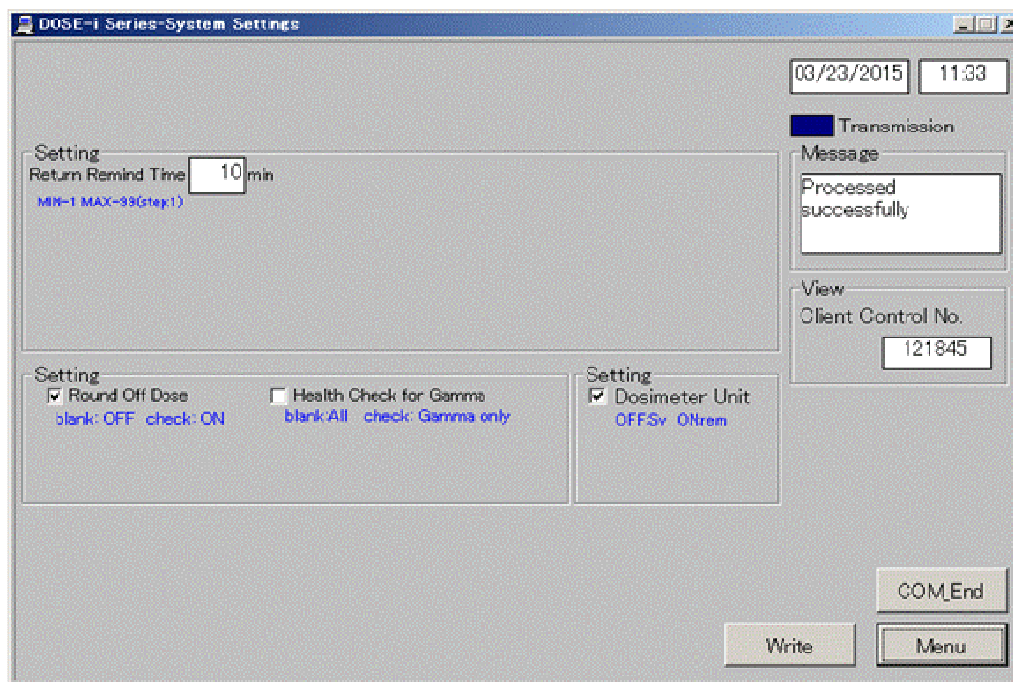 DOSE-i Series-System Settings
03/23/2015 11:33
Transmission
Setting
Return Remind Time 10 min
MIN-1 MAX-99(step:1)
Message
Processed
successfully
View
Client Control No.
121845
Setting
Round Off Dose Health Check for Gamma
blank: OFF check: ON blank:All check: Gamma only
Setting
Dosimeter Unit
OFF:Sv ON:rem
COM_End
Write Menu